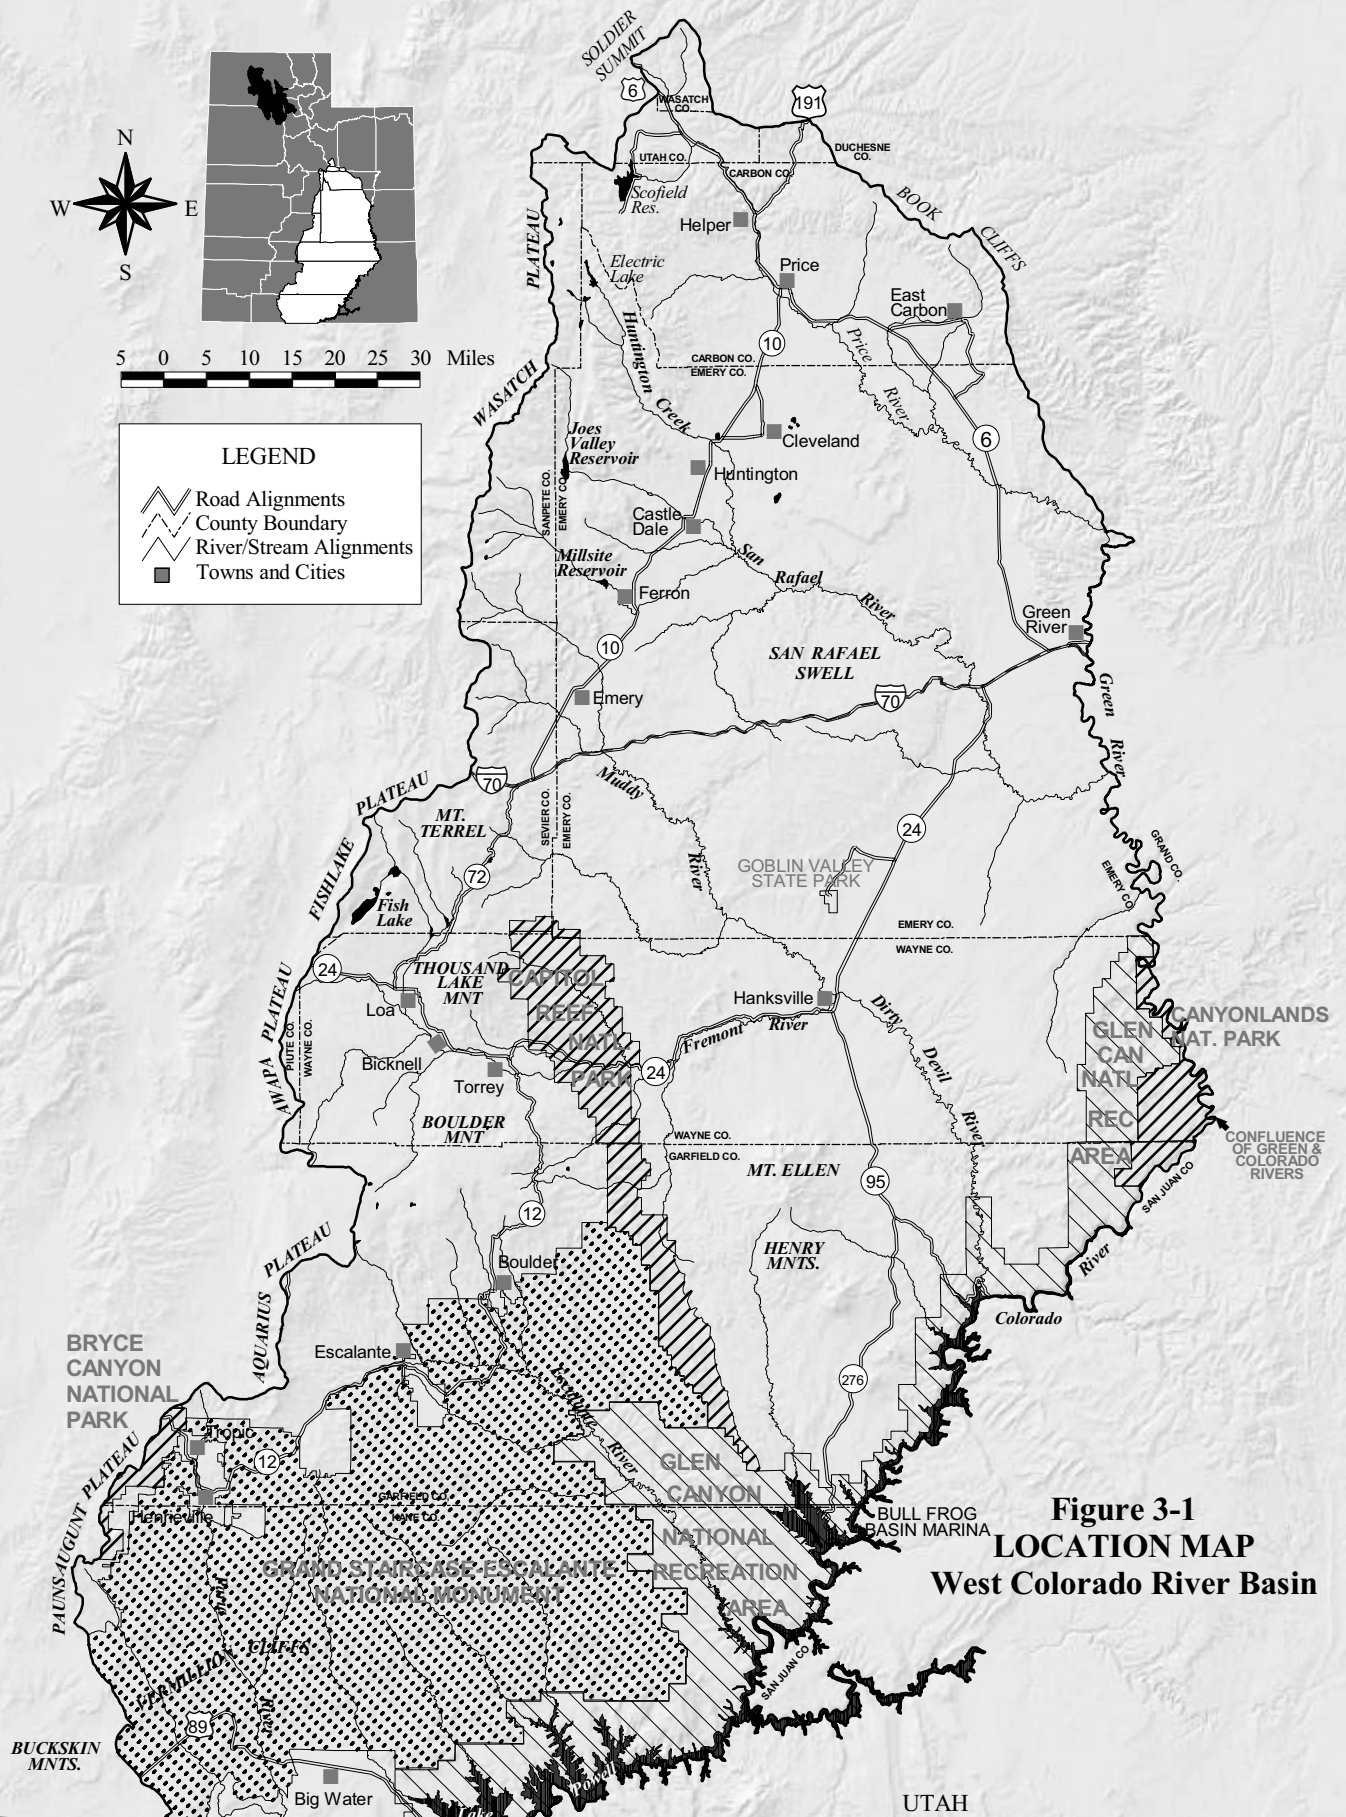 SOLDIER
SUMMIT
6
WASATCH
CO.
191
DUCHESNE
CO.
UTAH CO.
CARBON CO.
BOOK
CLIFFS
Scofield
Res.
Helper
N
W
E
S
PLATEAU
Electric
Lake
Price
East
Carbon
5 0 5 10 15 20 25 30 Miles
Huntington
Creek
10
Price
River
CARBON CO.
EMERY CO.
WASATCH
LEGEND
Road Alignments
County Boundary
River/Stream Alignments
Towns and Cities
Joes
Valley
Reservoir
Cleveland
6
Huntington
SANPETE CO.
EMERY CO.
Castle
Dale
San
Rafael
River
Millsite
Reservoir
Ferron
Green
River
10
SAN RAFAEL
SWELL
Emery
70
Green
River
70
Muddy
River
PLATEAU
FISHLAKE
MT.
TERREL
SEVIER CO.
EMERY CO.
24
GRAND CO.
EMERY CO.
72
GOBLIN VALLEY
STATE PARK
Fish
Lake
EMERY CO.
WAYNE CO.
24
THOUSAND
LAKE
MNT
CAPITOL
REEF
NATL
PARK
Loa
Hanksville
Dirty
Devil
River
AWAPA PLATEAU
PIUTE CO.
WAYNE CO.
Fremont
River
GLEN
CAN
NATL
REC
AREA
CANYONLANDS
NAT. PARK
Bicknell
Torrey
24
BOULDER
MNT
WAYNE CO.
GARFIELD CO.
CONFLUENCE
OF GREEN &
COLORADO
RIVERS
MT. ELLEN
95
SAN JUAN CO
12
PLATEAU
AQUARIUS
HENRY
MNTS.
River
Colorado
Boulder
BRYCE
CANYON
NATIONAL
PARK
Escalante
Escalante
River
276
Tropic
12
GLEN
CANYON
NATIONAL
RECREATION
AREA
PAUNSAUGUNT PLATEAU
Henrieville
GARFIELD CO.
KANE CO.
BULL FROG
BASIN MARINA
Figure 3-1
LOCATION MAP
West Colorado River Basin
GRAND STAIRCASE-ESCALANTE
NATIONAL MONUMENT
Paria
River
VERMILLION
CLIFFS
SAN JUAN CO
89
BUCKSKIN
MNTS.
Big Water
Lake
Powell
UTAH